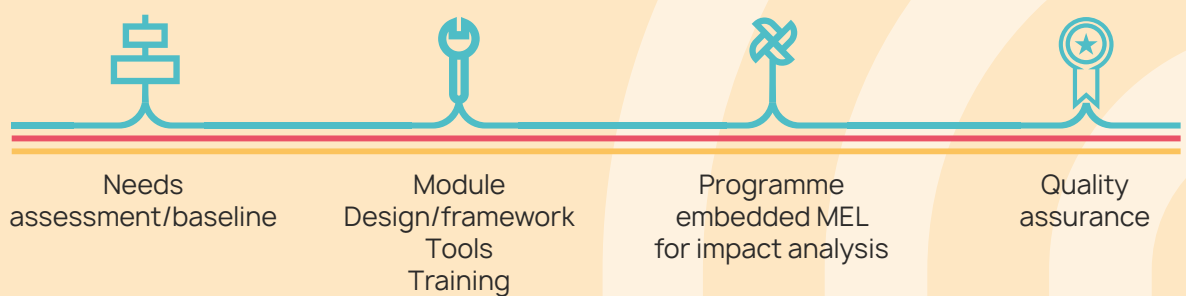 Needs
assessment/baseline
Module
Design/framework
Tools
Training
Programme
embedded MEL
for impact analysis
Quality
assurance